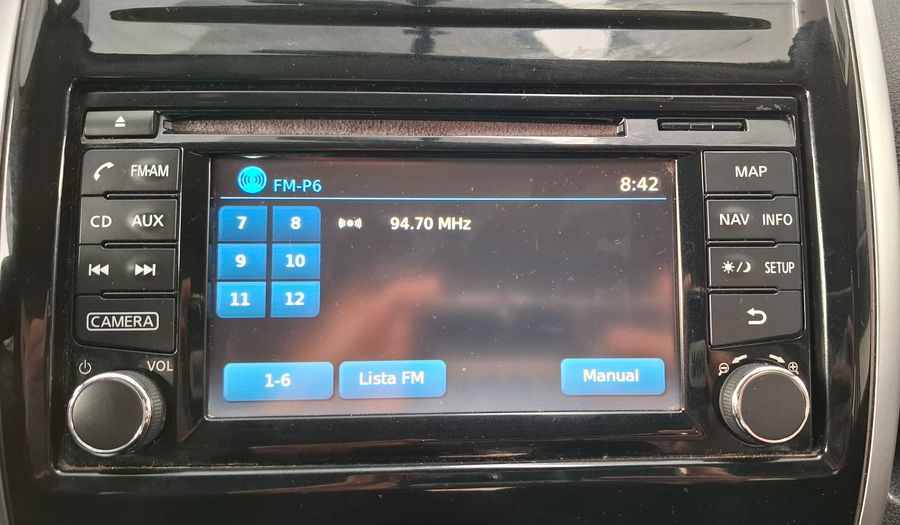 FM•AM
CD AUX
CAMERA
VOL
FM-P6 8:42
7 8 94.70 MHz
9 10
11 12
1-6 Lista FM Manual
MAP
NAV INFO
SETUP